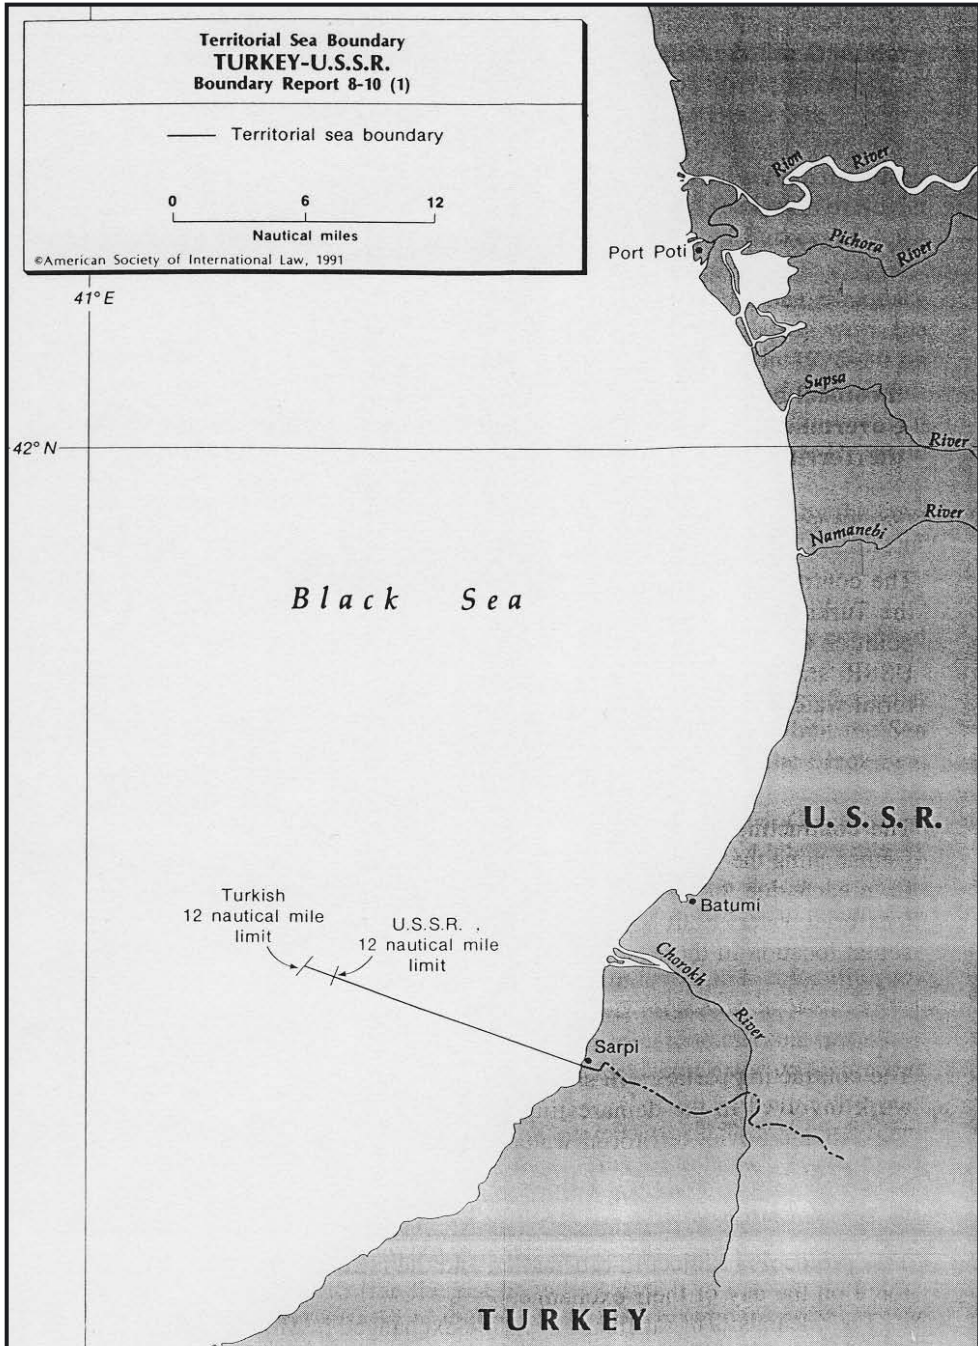 Territorial Sea Boundary
TURKEY-U.S.S.R.
Boundary Report 8-10 (1)
Territorial sea boundary
0 6 12
Nautical miles
©American Society of International Law, 1991
41° E
Rion River
Port Poti
Pichora River
Supsa River
42° N
Namanebi River
Black Sea
U. S. S. R.
Batumi
Turkish
12 nautical mile
limit
U.S.S.R.
12 nautical mile
limit
Chorokh River
Sarpi
TURKEY